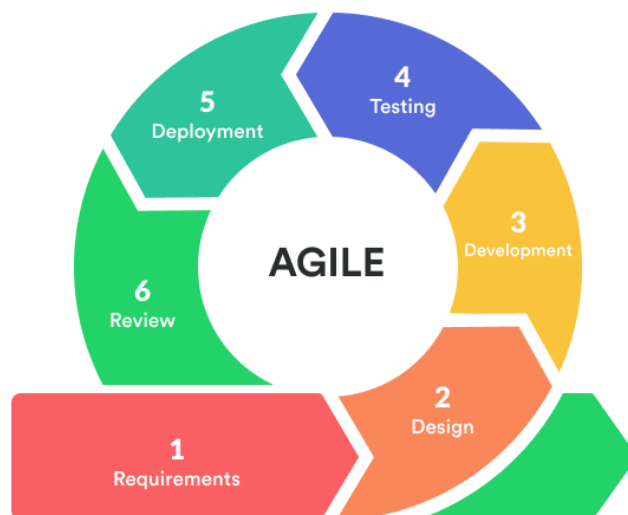 AGILE
1
Requirements
2
Design
3
Development
4
Testing
5
Deployment
6
Review